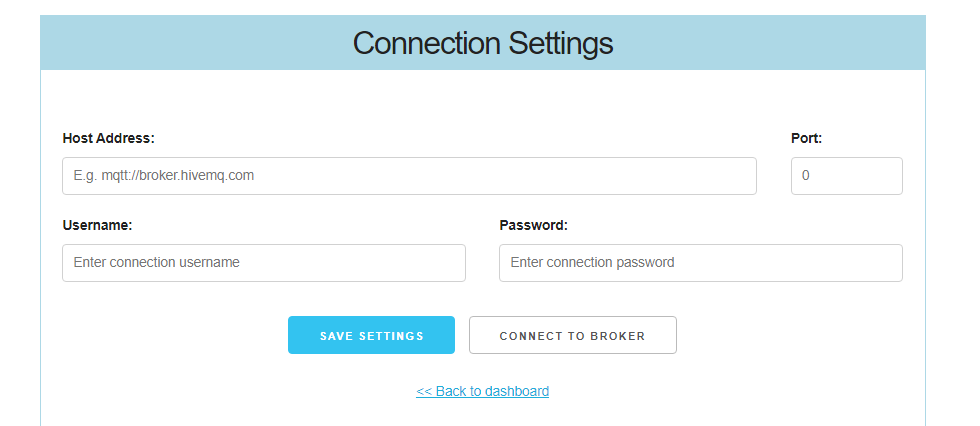 Connection Settings
Host Address: Port:
E.g. mqtt://broker.hivemq.com 0
Username: Password:
Enter connection username Enter connection password
SAVE SETTINGS CONNECT TO BROKER
<< Back to dashboard